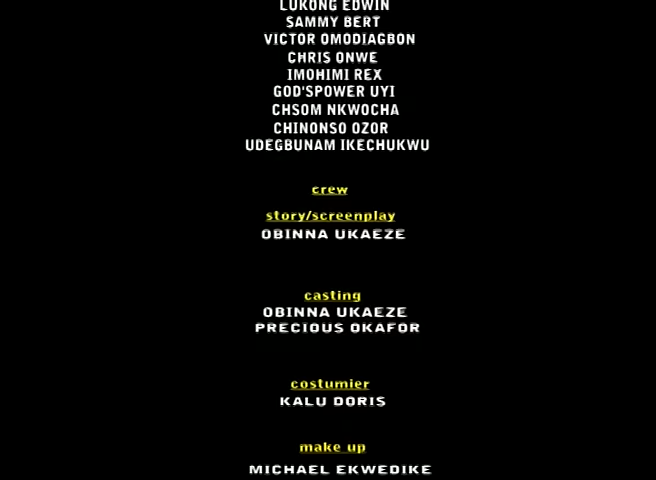 LUKONG EDWIN
SAMMY BERT
VICTOR OMODIAGBON
CHRIS ONWE
IMOHIMI REX
GOD'SPOWER UYI
CHSOM NKWOCHA
CHINONSO OZOR
UDEGBUNAM IKECHUKWU
crew
story/screenplay
OBINNA UKAEZE
casting
OBINNA UKAEZE
PRECIOUS OKAFOR
costumier
KALU DORIS
make up
MICHAEL EKWEDIKE